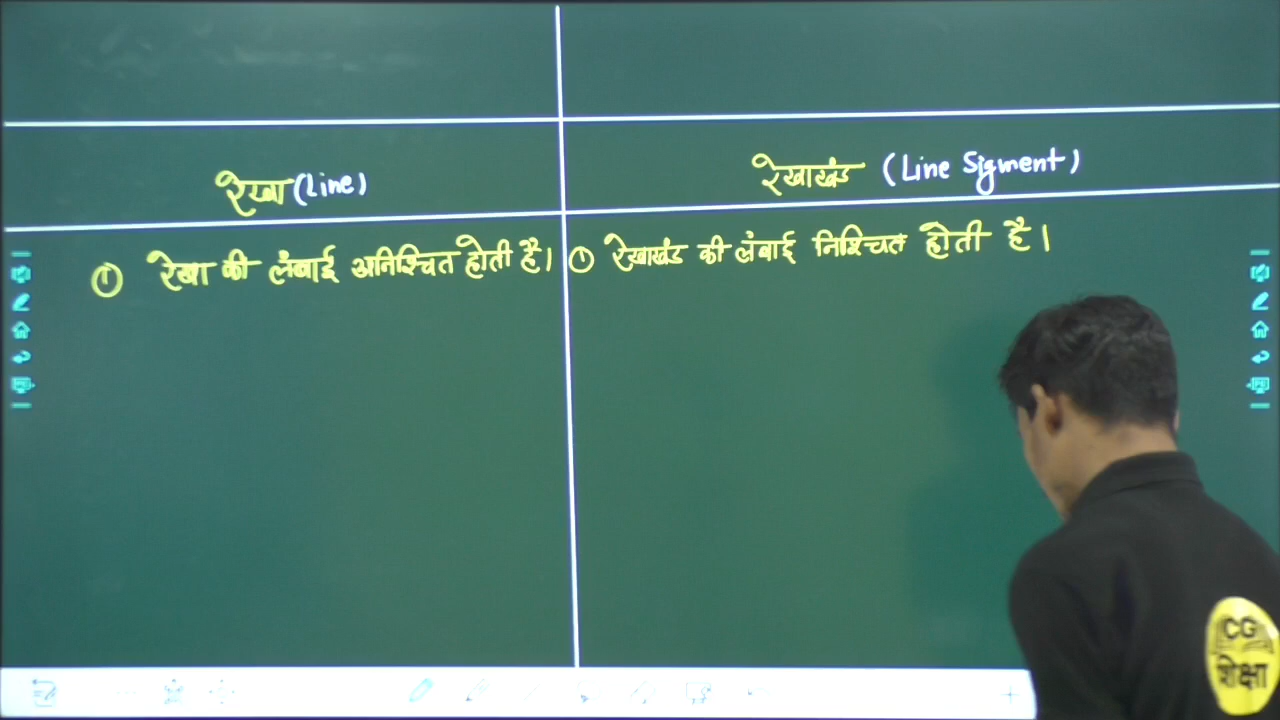 रेखा (Line)
रेखाखंड (Line Sigment)
① रेखा की लंबाई अनिश्चित होती है।
① रेखाखंड की लंबाई निश्चित होती है।
CG
शिक्षा